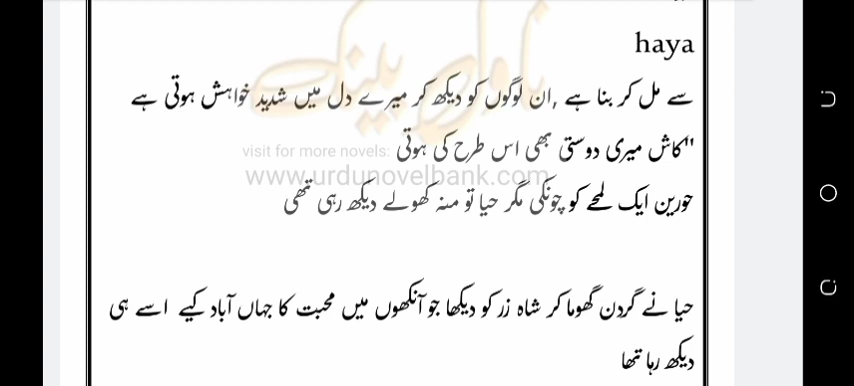 haya
سے مل کر بنا ہے ,ان لوگوں کو دیکھ کر میرے دل میں شدید خواہش ہوتی ہے
"کاش میری دوستی بھی اس طرح کی ہوتی
visit for more novels:
www.urdunovelbank.com
حورین ایک لمحے کو چونکی مگر حیا تو منہ کھولے دیکھ رہی تھی
حیا نے گردن گھوما کر شاہ زر کو دیکھا جو آنکھوں میں محبت کا جہاں آباد کیے اسے ہی
دیکھ رہا تھا